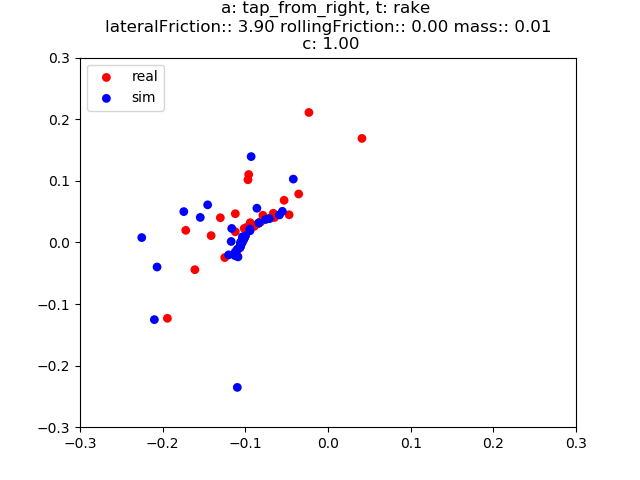 a: tap_from_right, t: rake
lateralFriction:: 3.90 rollingFriction:: 0.00 mass:: 0.01
c: 1.00
real
sim
0.3
0.2
0.1
0.0
−0.1
−0.2
−0.3
−0.3 −0.2 −0.1 0.0 0.1 0.2 0.3